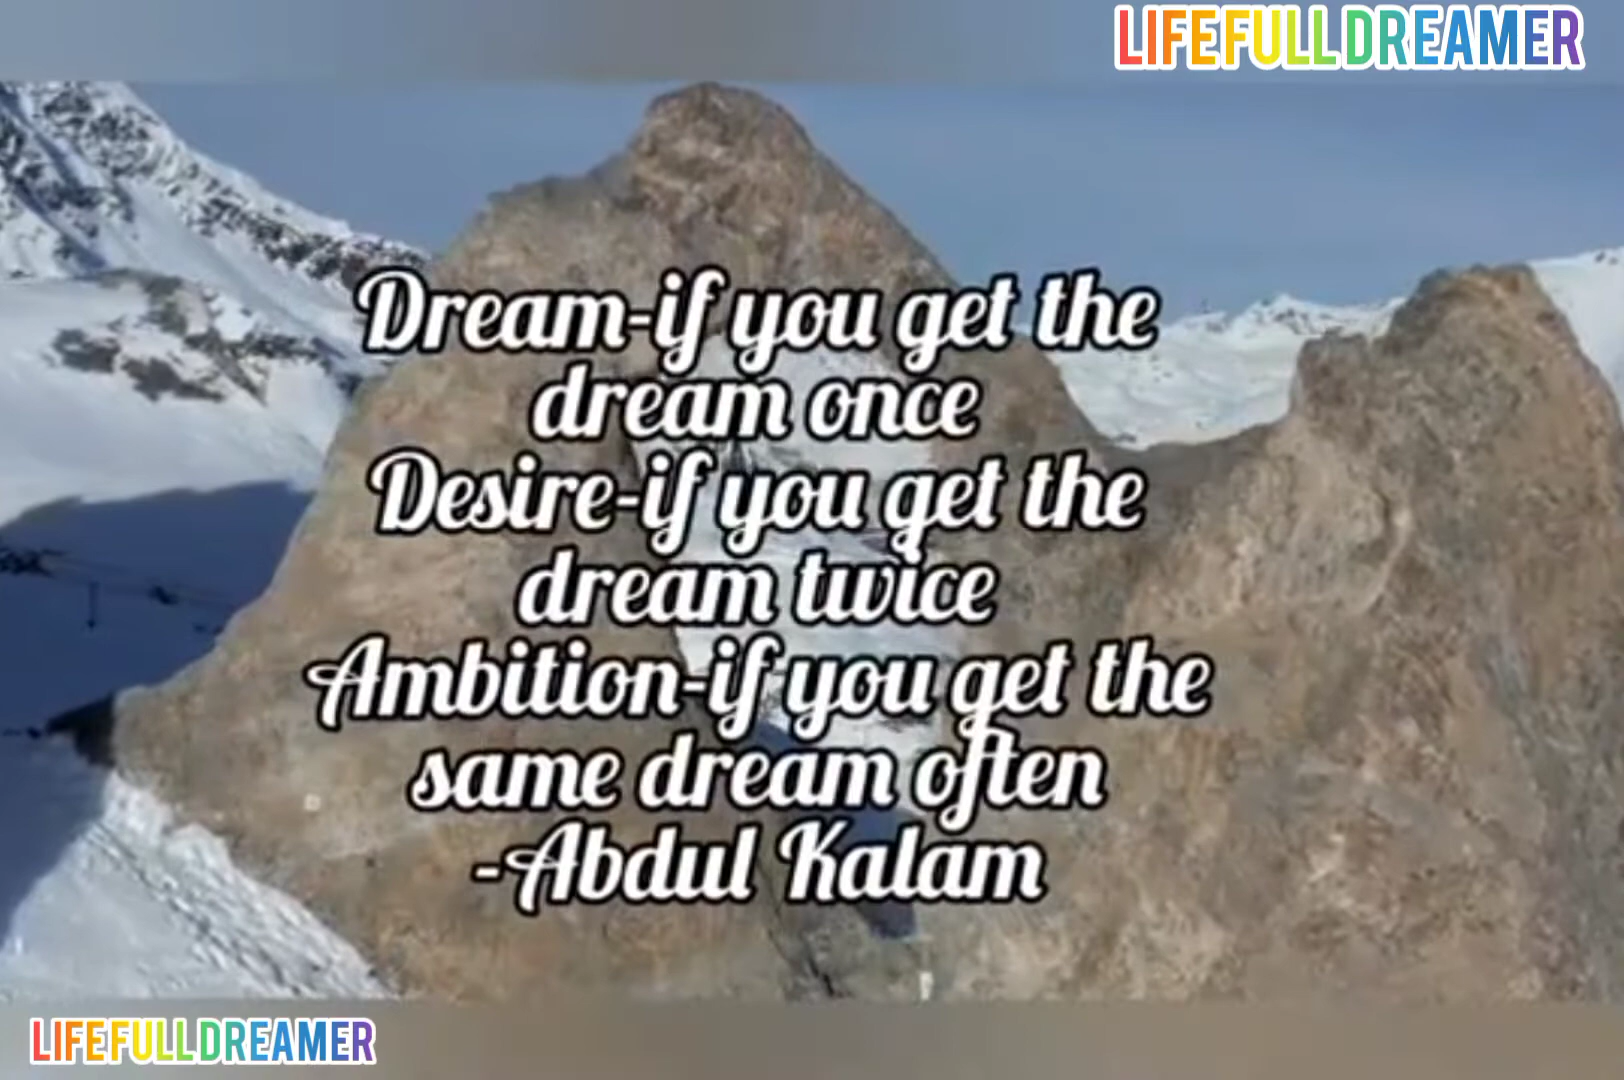 LIFEFULLDREAMER
Dream-if you get the
dream once
Desire-if you get the
dream twice
Ambition-if you get the
same dream often
-Abdul Kalam
LIFEFULLDREAMER